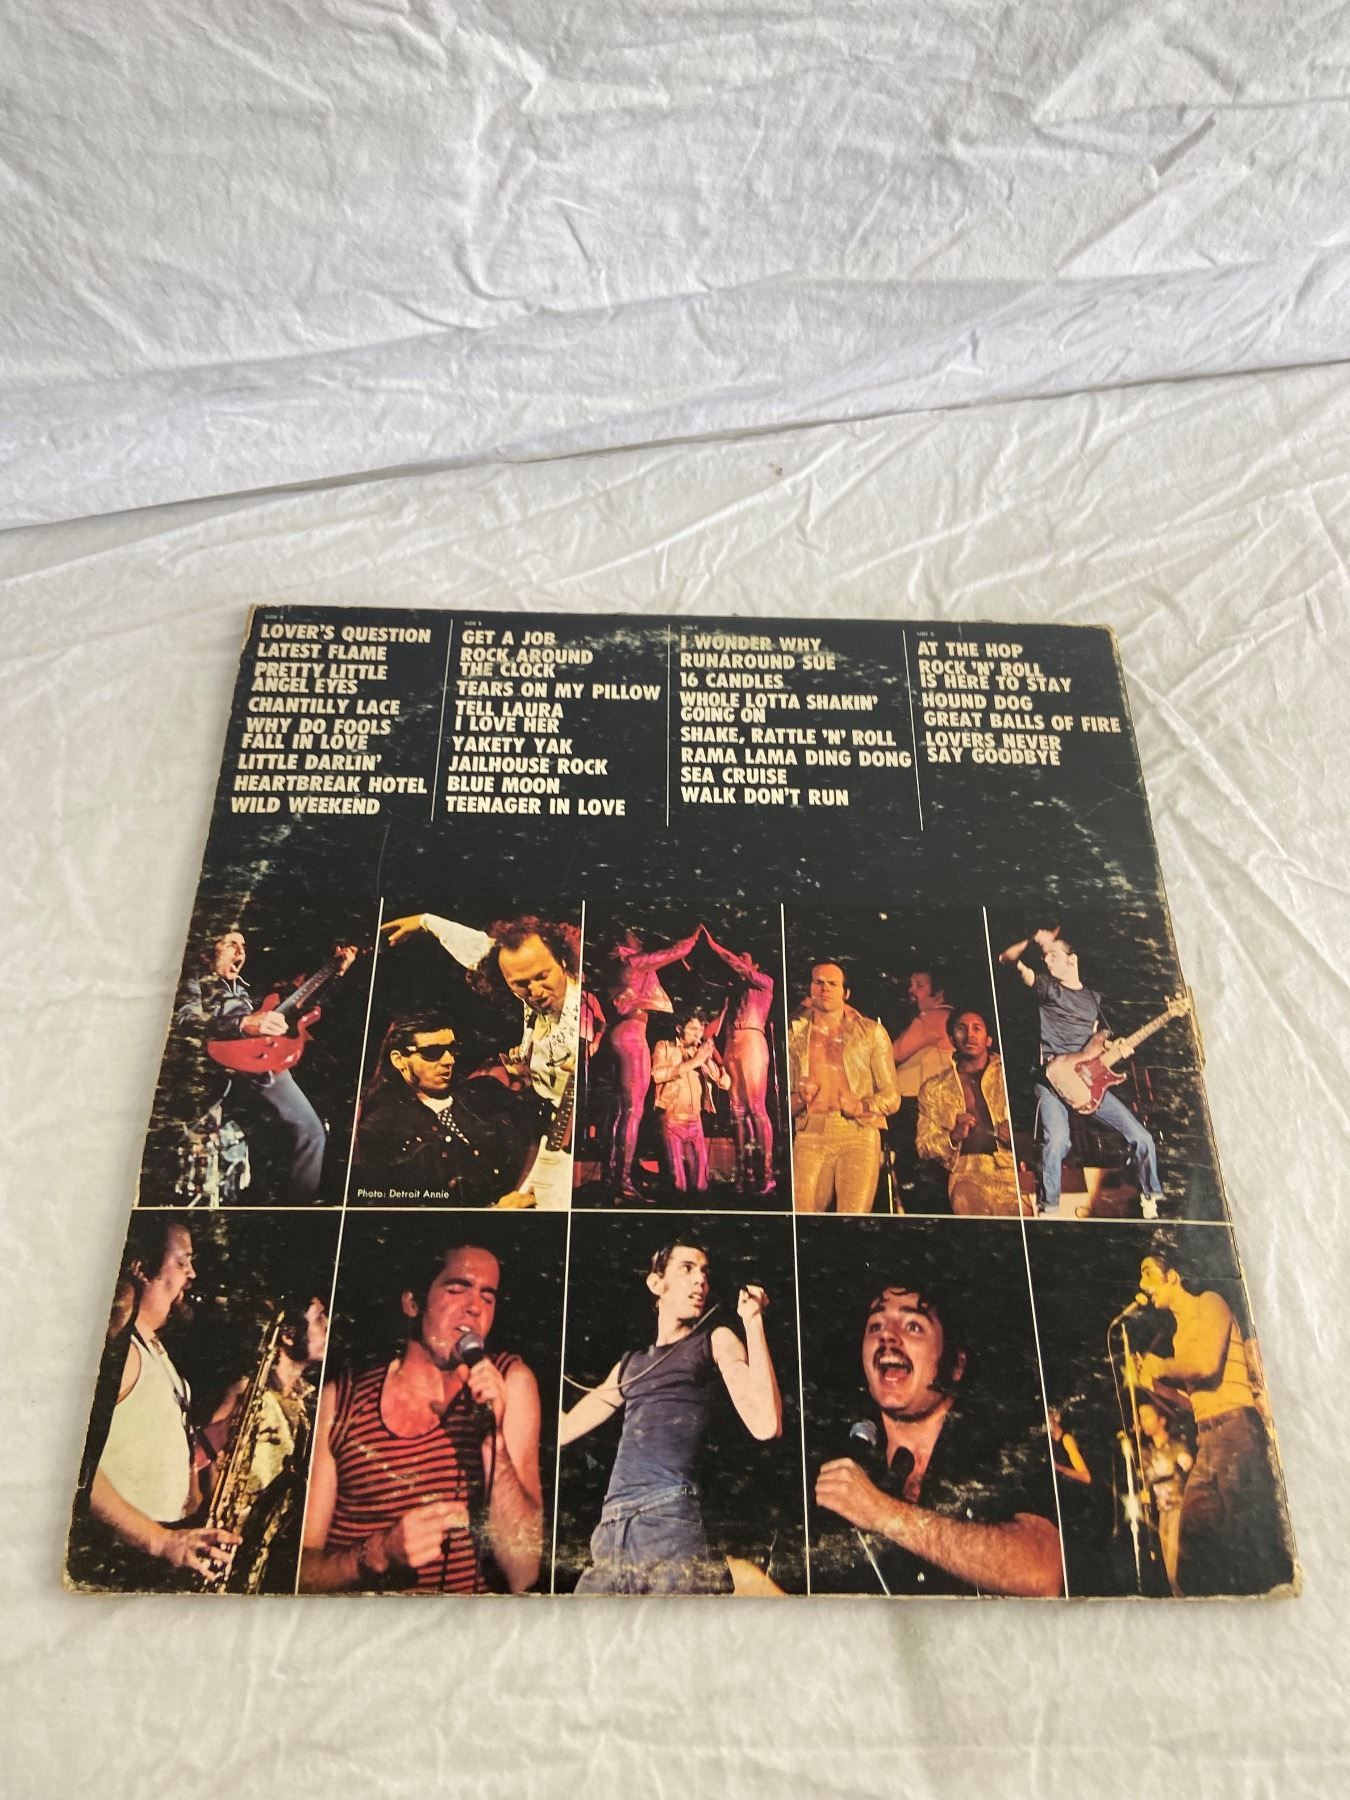 SIDE A
LOVER'S QUESTION
LATEST FLAME
PRETTY LITTLE
ANGEL EYES
CHANTILLY LACE
WHY DO FOOLS
FALL IN LOVE
LITTLE DARLIN'
HEARTBREAK HOTEL
WILD WEEKEND
SIDE B
GET A JOB
ROCK AROUND
THE CLOCK
TEARS ON MY PILLOW
TELL LAURA
I LOVE HER
YAKETY YAK
JAILHOUSE ROCK
BLUE MOON
TEENAGER IN LOVE
SIDE C
I WONDER WHY
RUNAROUND SUE
16 CANDLES
WHOLE LOTTA SHAKIN'
GOING ON
SHAKE, RATTLE 'N' ROLL
RAMA LAMA DING DONG
SEA CRUISE
WALK DON'T RUN
SIDE D
AT THE HOP
ROCK 'N' ROLL
IS HERE TO STAY
HOUND DOG
GREAT BALLS OF FIRE
LOVERS NEVER
SAY GOODBYE
Photo: Detroit Annie